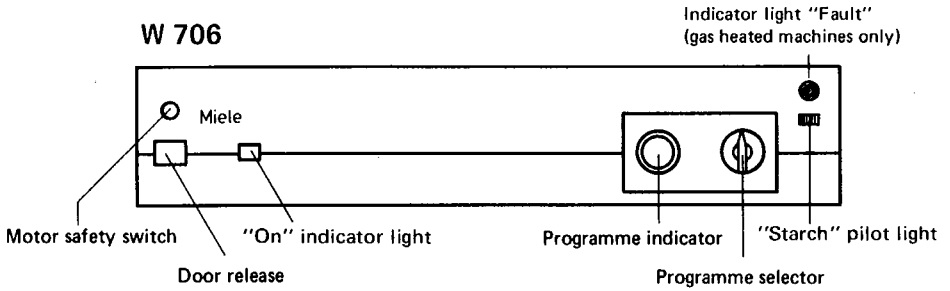 Indicator light "Fault"
(gas heated machines only)
W 706
Miele
Motor safety switch
"On" indicator light
Programme indicator
"Starch" pilot light
Door release
Programme selector